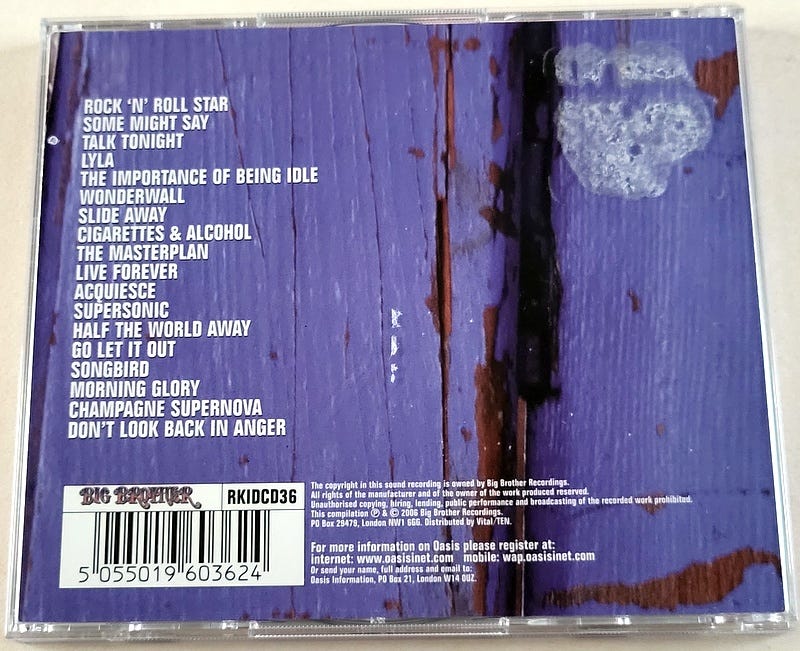 ROCK 'N' ROLL STAR
SOME MIGHT SAY
TALK TONIGHT
LYLA
THE IMPORTANCE OF BEING IDLE
WONDERWALL
SLIDE AWAY
CIGARETTES & ALCOHOL
THE MASTERPLAN
LIVE FOREVER
ACQUIESCE
SUPERSONIC
HALF THE WORLD AWAY
GO LET IT OUT
SONGBIRD
MORNING GLORY
CHAMPAGNE SUPERNOVA
DON'T LOOK BACK IN ANGER
BIG BROTHER
RKIDCD36
5 055019 603624
The copyright in this sound recording is owned by Big Brother Recordings.
All rights of the manufacturer and of the owner of the work produced reserved.
Unauthorised copying, hiring, lending, public performance and broadcasting of the recorded work prohibited.
This compilation ℗ & © 2006 Big Brother Recordings.
PO Box 29479, London NW1 6GG. Distributed by Vital/TEN.
For more information on Oasis please register at:
internet: www.oasisinet.com mobile: wap.oasisinet.com
Or send your name, full address and email to:
Oasis Information, PO Box 21, London W14 0UZ.